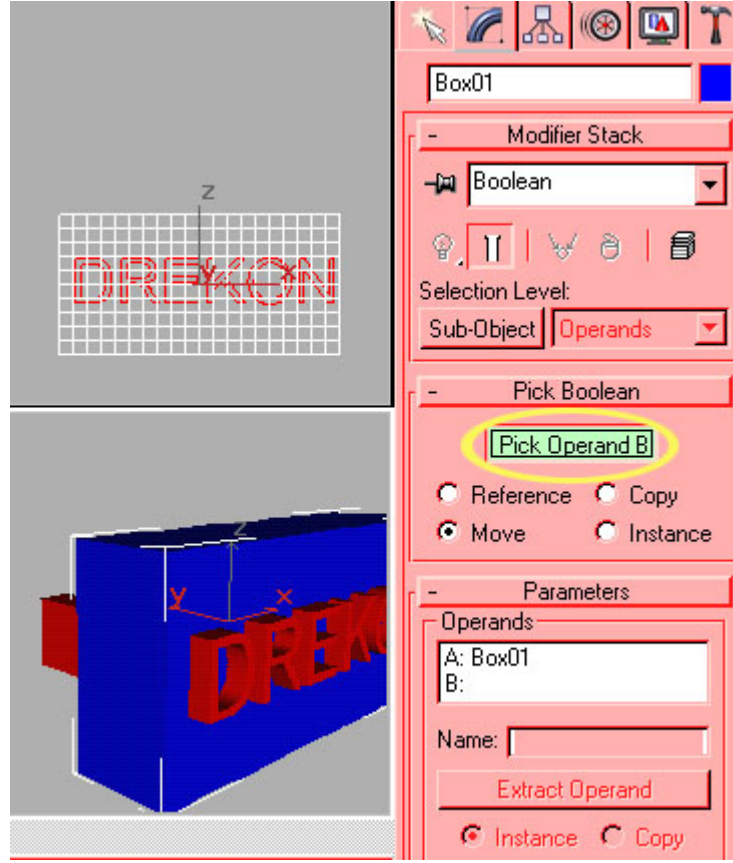 Box01
- Modifier Stack
Boolean
Selection Level:
Sub-Object Operands
- Pick Boolean
Pick Operand B
Reference Copy
Move Instance
- Parameters
Operands
A: Box01
B:
Name:
Extract Operand
Instance Copy
z
DREKON
y x
z
y x
DREKO